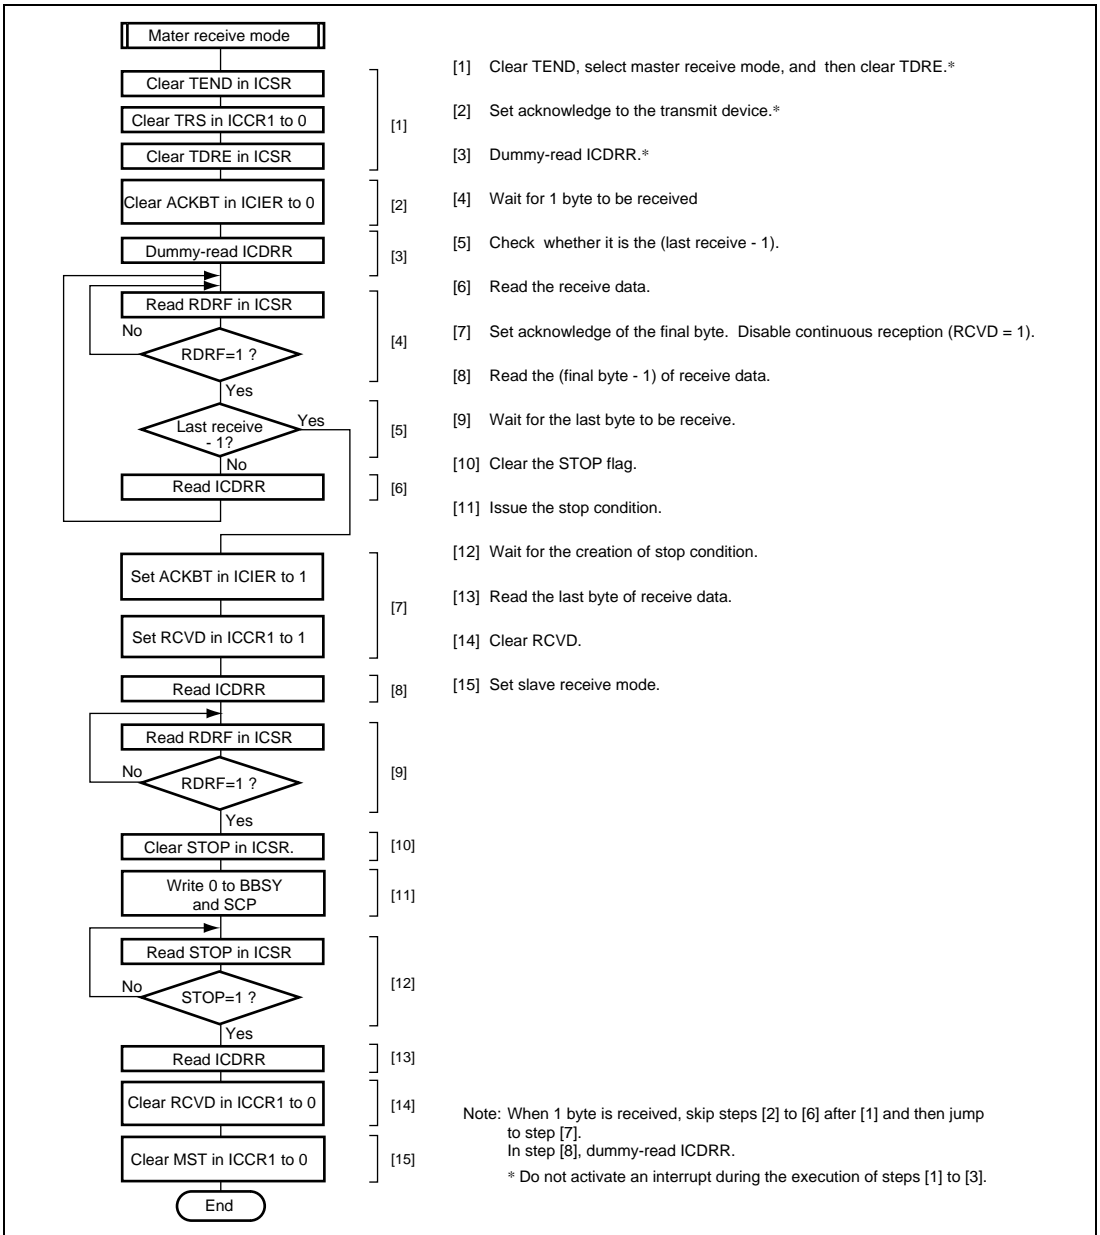 Mater receive mode
Clear TEND in ICSR
Clear TRS in ICCR1 to 0
Clear TDRE in ICSR
[1]
Clear ACKBT in ICIER to 0
[2]
Dummy-read ICDRR
[3]
Read RDRF in ICSR
No
RDRF=1 ?
[4]
Yes
Last receive
- 1?
Yes
[5]
No
Read ICDRR
[6]
Set ACKBT in ICIER to 1
[7]
Set RCVD in ICCR1 to 1
Read ICDRR
[8]
Read RDRF in ICSR
No
RDRF=1 ?
[9]
Yes
Clear STOP in ICSR.
[10]
Write 0 to BBSY
and SCP
[11]
Read STOP in ICSR
No
STOP=1 ?
[12]
Yes
Read ICDRR
[13]
Clear RCVD in ICCR1 to 0
[14]
Clear MST in ICCR1 to 0
[15]
End
[1] Clear TEND, select master receive mode, and then clear TDRE.*
[2] Set acknowledge to the transmit device.*
[3] Dummy-read ICDRR.*
[4] Wait for 1 byte to be received
[5] Check whether it is the (last receive - 1).
[6] Read the receive data.
[7] Set acknowledge of the final byte. Disable continuous reception (RCVD = 1).
[8] Read the (final byte - 1) of receive data.
[9] Wait for the last byte to be receive.
[10] Clear the STOP flag.
[11] Issue the stop condition.
[12] Wait for the creation of stop condition.
[13] Read the last byte of receive data.
[14] Clear RCVD.
[15] Set slave receive mode.
Note: When 1 byte is received, skip steps [2] to [6] after [1] and then jump
to step [7].
In step [8], dummy-read ICDRR.
* Do not activate an interrupt during the execution of steps [1] to [3].